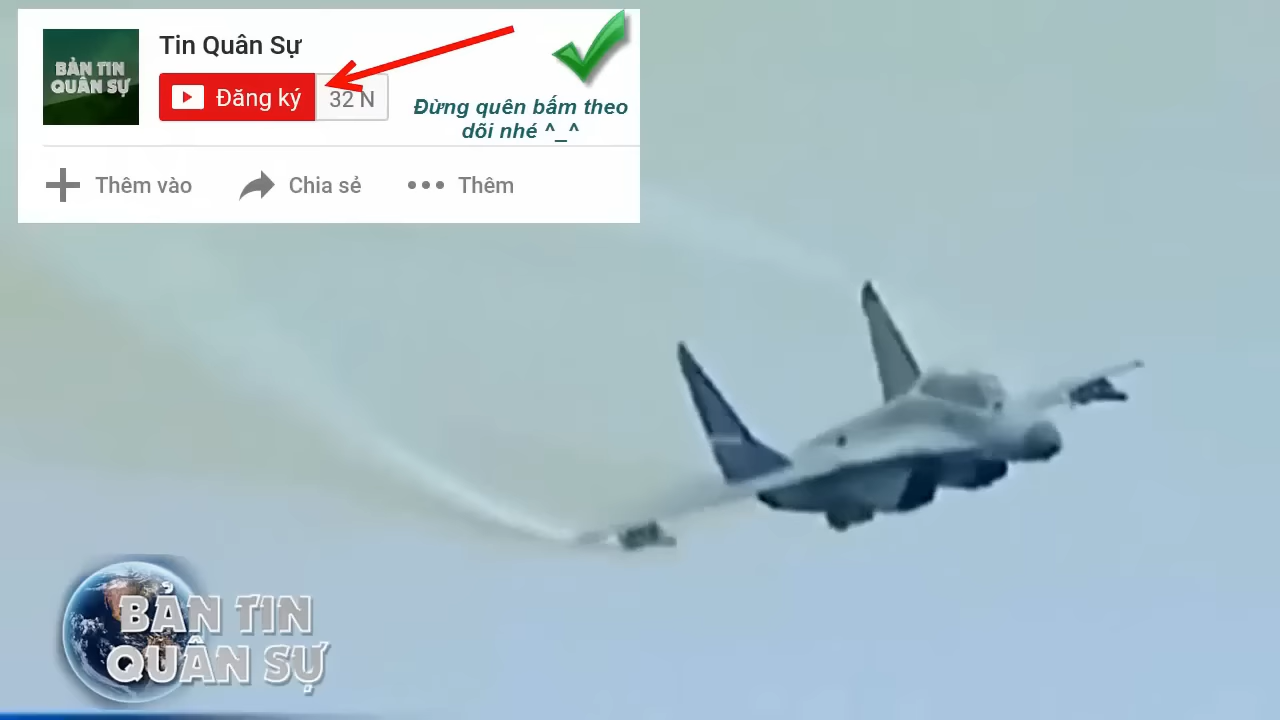 BẢN TIN
QUÂN SỰ
Tin Quân Sự
Đăng ký
32 N
Đừng quên bấm theo
dõi nhé ^_^
Thêm vào
Chia sẻ
Thêm
BẢN TIN
QUÂN SỰ